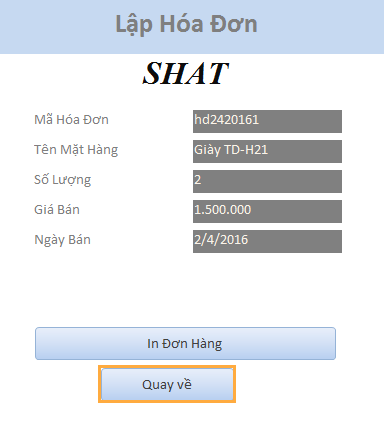 Lập Hóa Đơn
SHAT
Mã Hóa Đơn hd2420161
Tên Mặt Hàng Giày TD-H21
Số Lượng 2
Giá Bán 1.500.000
Ngày Bán 2/4/2016
In Đơn Hàng
Quay về